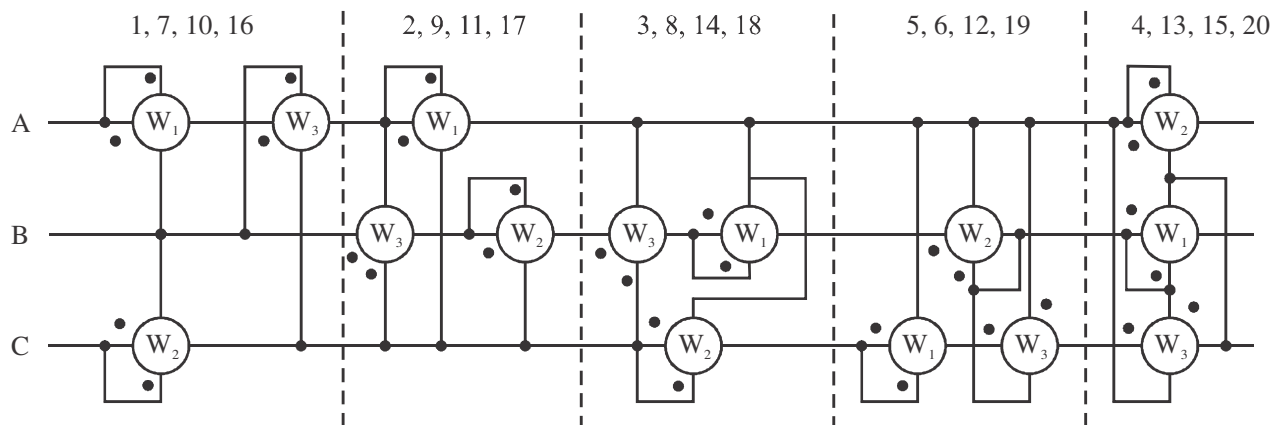 1, 7, 10, 16 2, 9, 11, 17 3, 8, 14, 18 5, 6, 12, 19 4, 13, 15, 20
A W₁ W₃ W₁ W₂
B W₃ W₂ W₃ W₁ W₂ W₁
C W₂ W₂ W₁ W₃ W₃